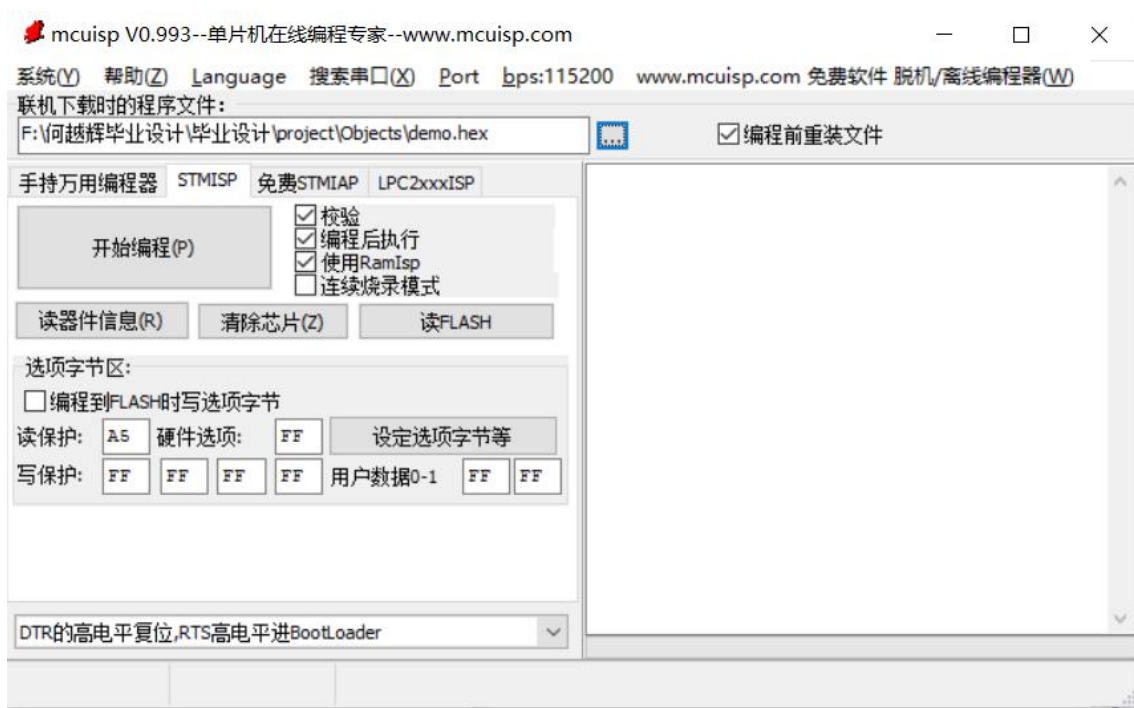 mcuisp V0.993--单片机在线编程专家--www.mcuisp.com
系统(Y) 帮助(Z) Language 搜索串口(X) Port bps:115200 www.mcuisp.com 免费软件 脱机/离线编程器(W)
联机下载时的程序文件:
F:\何越辉毕业设计\毕业设计\project\Objects\demo.hex ... 编程前重装文件
手持万用编程器 STMISP 免费STMIAP LPC2xxxISP
开始编程(P)
校验
编程后执行
使用RamIsp
连续烧录模式
读器件信息(R) 清除芯片(Z) 读FLASH
选项字节区:
编程到FLASH时写选项字节
读保护: A5 硬件选项: FF 设定选项字节等
写保护: FF FF FF FF 用户数据0-1 FF FF
DTR的高电平复位,RTS高电平进BootLoader